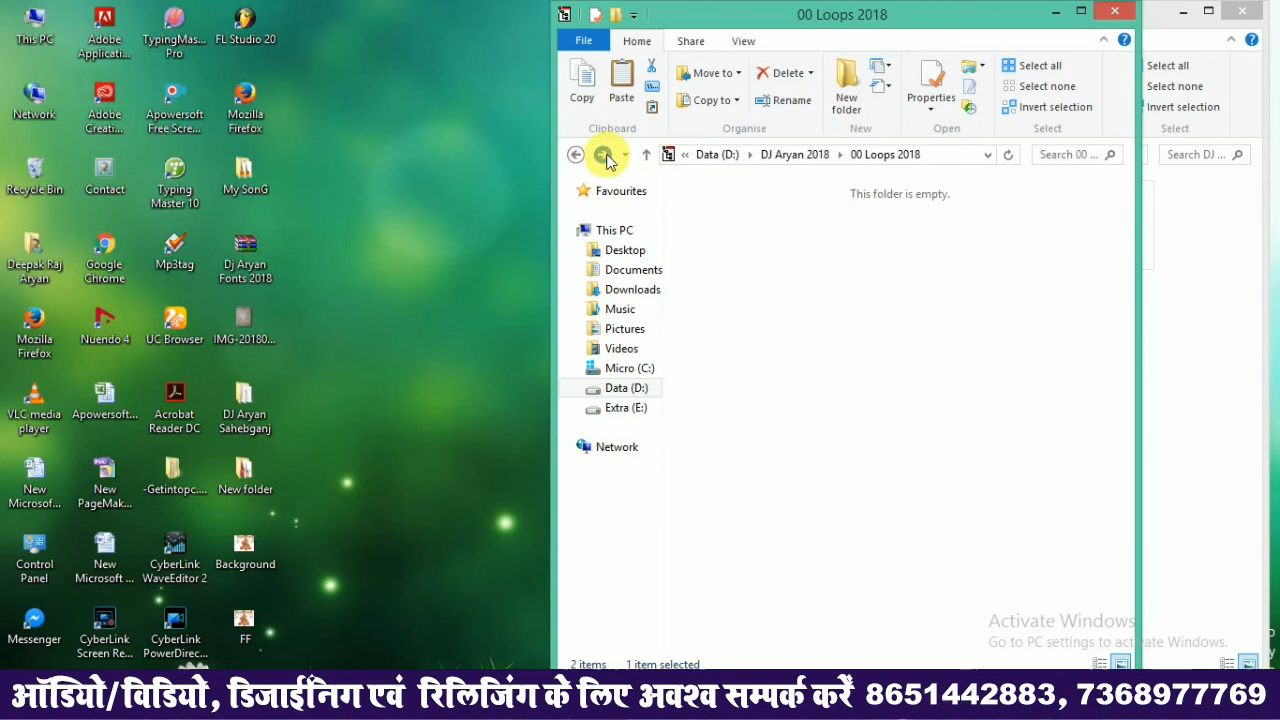 This PC
Adobe Applicati...
TypingMas... Pro
FL Studio 20
Network
Adobe Creati...
Apowersoft Free Scre...
Mozilla Firefox
Recycle Bin
Contact
Typing Master 10
My SonG
Deepak Raj Aryan
Google Chrome
Mp3tag
Dj Aryan Fonts 2018
Mozilla Firefox
Nuendo 4
UC Browser
IMG-20180...
VLC media player
Apowersoft...
Acrobat Reader DC
DJ Aryan Sahebganj
New Microsof...
New PageMak...
-Getintopc....
New folder
Control Panel
New Microsoft ...
CyberLink WaveEditor 2
Background
Messenger
CyberLink Screen Re...
CyberLink PowerDirec...
FF
00 Loops 2018
File Home Share View
Copy
Paste
Move to
Copy to
Delete
Rename
New folder
Properties
Select all
Select none
Invert selection
Clipboard Organise New Open Select
Select all
Select none
Invert selection
Select
« Data (D:) DJ Aryan 2018 00 Loops 2018
Search 00 ...
Search DJ ...
This folder is empty.
Favourites
This PC
Desktop
Documents
Downloads
Music
Pictures
Videos
Micro (C:)
Data (D:)
Extra (E:)
Network
Activate Windows
Go to PC settings to activate Windows.
2 items 1 item selected
ऑडियो/विडियो, डिजाईनिंग एवं रिलिजिंग के लिए अवश्य सम्पर्क करें 8651442883, 7368977769